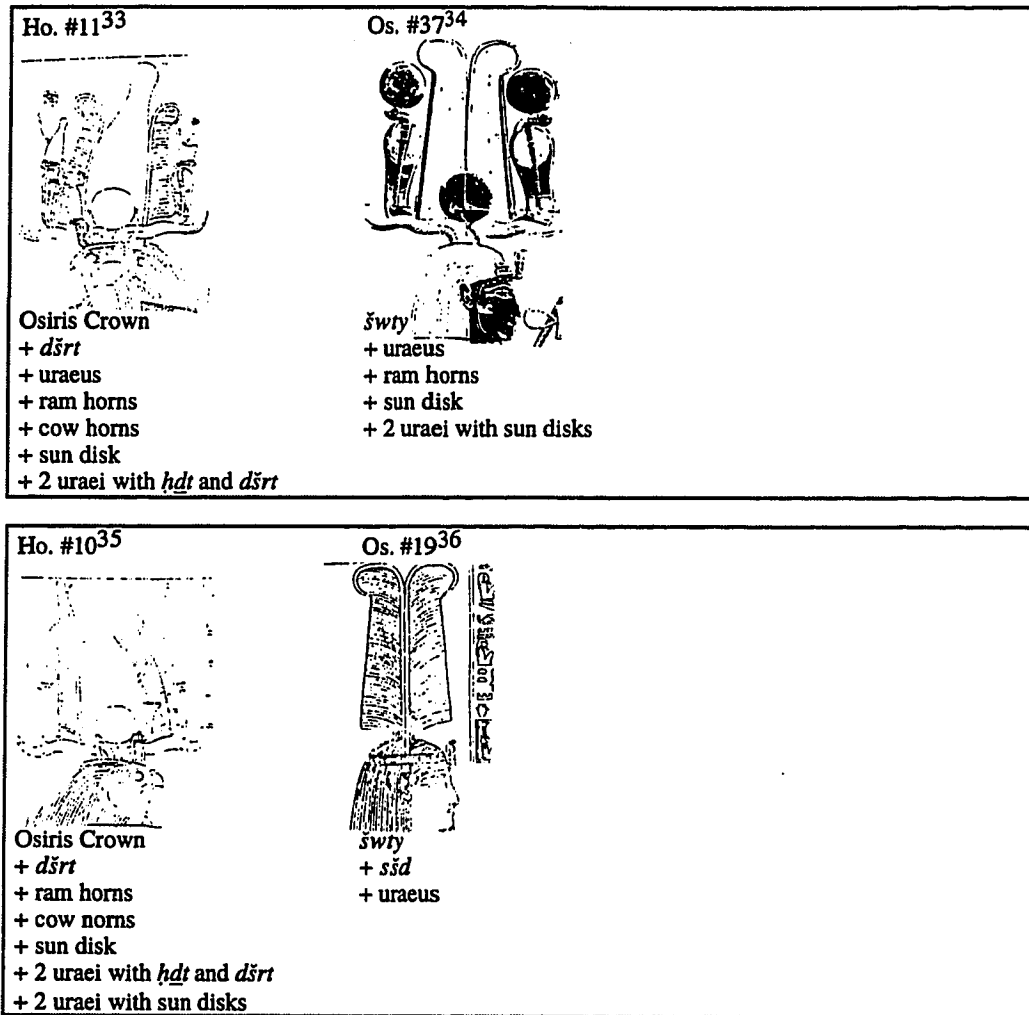 Ho. #1133
Os. #3734
Osiris Crown
+ dšrt
+ uraeus
+ ram horns
+ cow horns
+ sun disk
+ 2 uraei with ḥḏt and dšrt
šwty
+ uraeus
+ ram horns
+ sun disk
+ 2 uraei with sun disks
Ho. #1035
Os. #1936
Osiris Crown
+ dšrt
+ ram horns
+ cow norns
+ sun disk
+ 2 uraei with ḥḏt and dšrt
+ 2 uraei with sun disks
šwty
+ sšd
+ uraeus